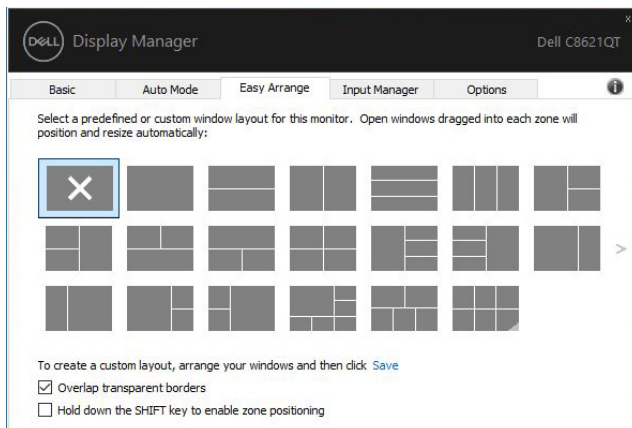 DELL Display Manager Dell C8621QT
Basic Auto Mode Easy Arrange Input Manager Options
Select a predefined or custom window layout for this monitor. Open windows dragged into each zone will
position and resize automatically:
To create a custom layout, arrange your windows and then click Save
Overlap transparent borders
Hold down the SHIFT key to enable zone positioning